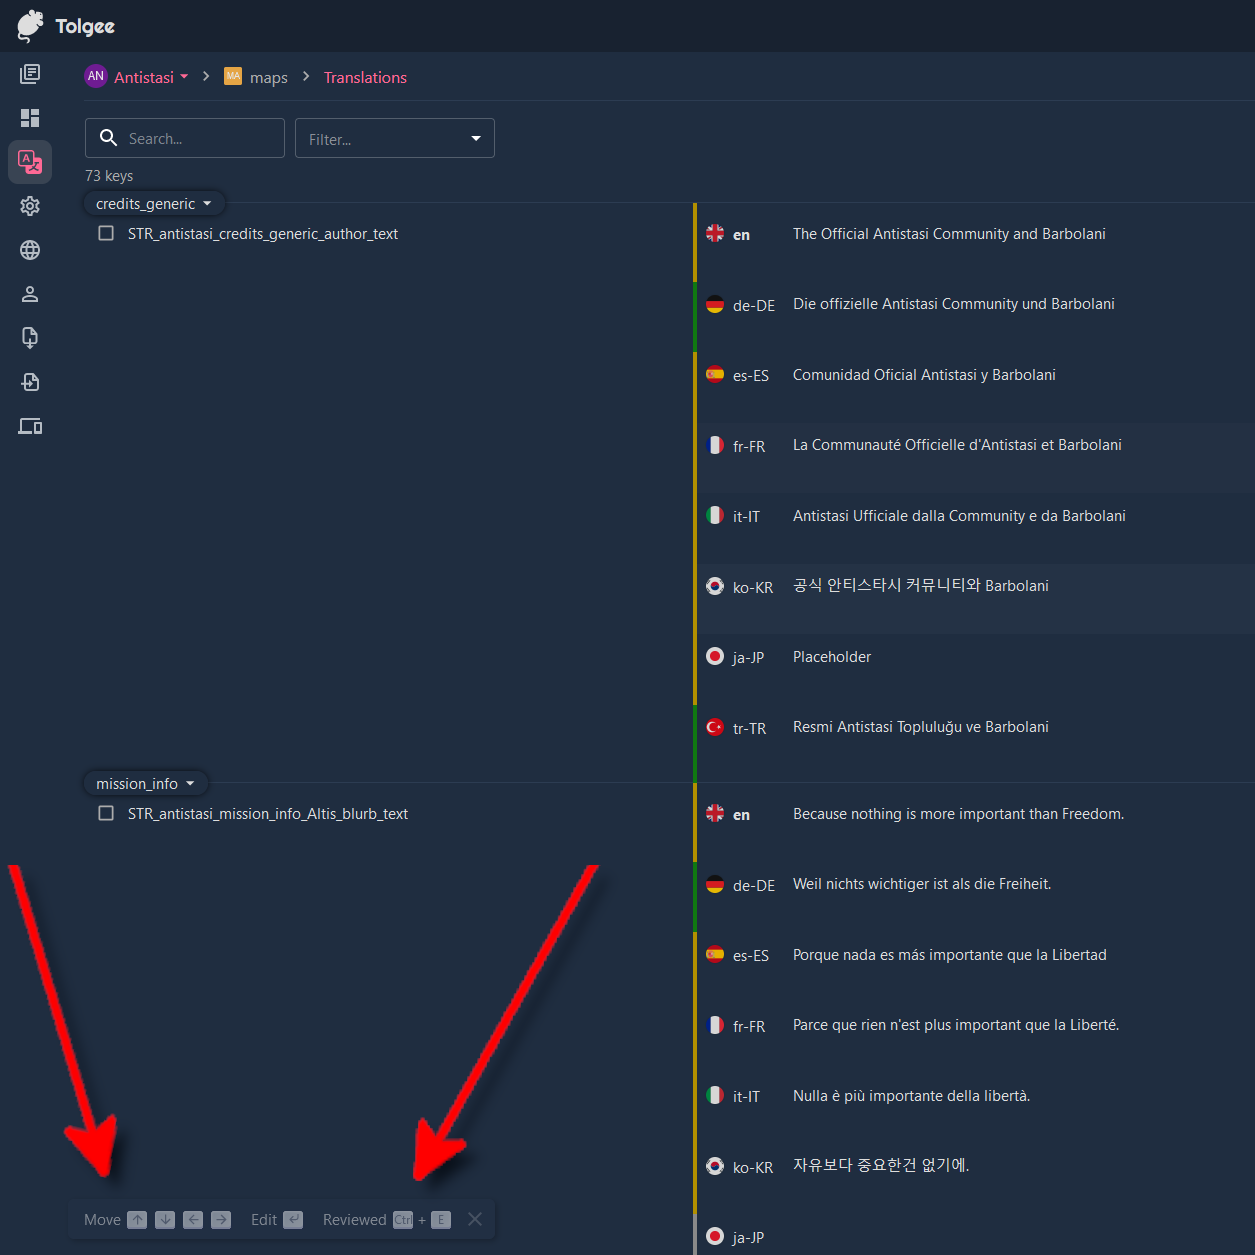 Tolgee
AN Antistasi > MA maps > Translations
Search...
Filter...
73 keys
credits_generic
STR_antistasi_credits_generic_author_text
en The Official Antistasi Community and Barbolani
de-DE Die offizielle Antistasi Community und Barbolani
es-ES Comunidad Oficial Antistasi y Barbolani
fr-FR La Communauté Officielle d'Antistasi et Barbolani
it-IT Antistasi Ufficiale dalla Community e da Barbolani
ko-KR 공식 안티스타시 커뮤니티와 Barbolani
ja-JP Placeholder
tr-TR Resmi Antistasi Topluluğu ve Barbolani
mission_info
STR_antistasi_mission_info_Altis_blurb_text
en Because nothing is more important than Freedom.
de-DE Weil nichts wichtiger ist als die Freiheit.
es-ES Porque nada es más importante que la Libertad
fr-FR Parce que rien n'est plus important que la Liberté.
it-IT Nulla è più importante della libertà.
ko-KR 자유보다 중요한건 없기에.
ja-JP
Move ↑ ↓ ← → Edit ↵ Reviewed Ctrl + E